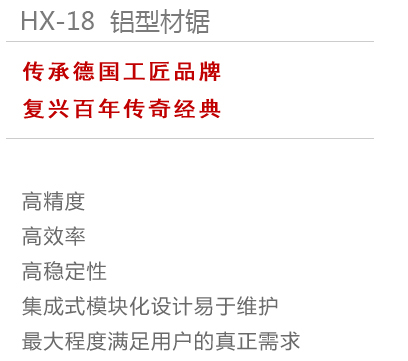 HX-18 铝型材锯
传承德国工匠品牌
复兴百年传奇经典
高精度
高效率
高稳定性
集成式模块化设计易于维护
最大程度满足用户的真正需求